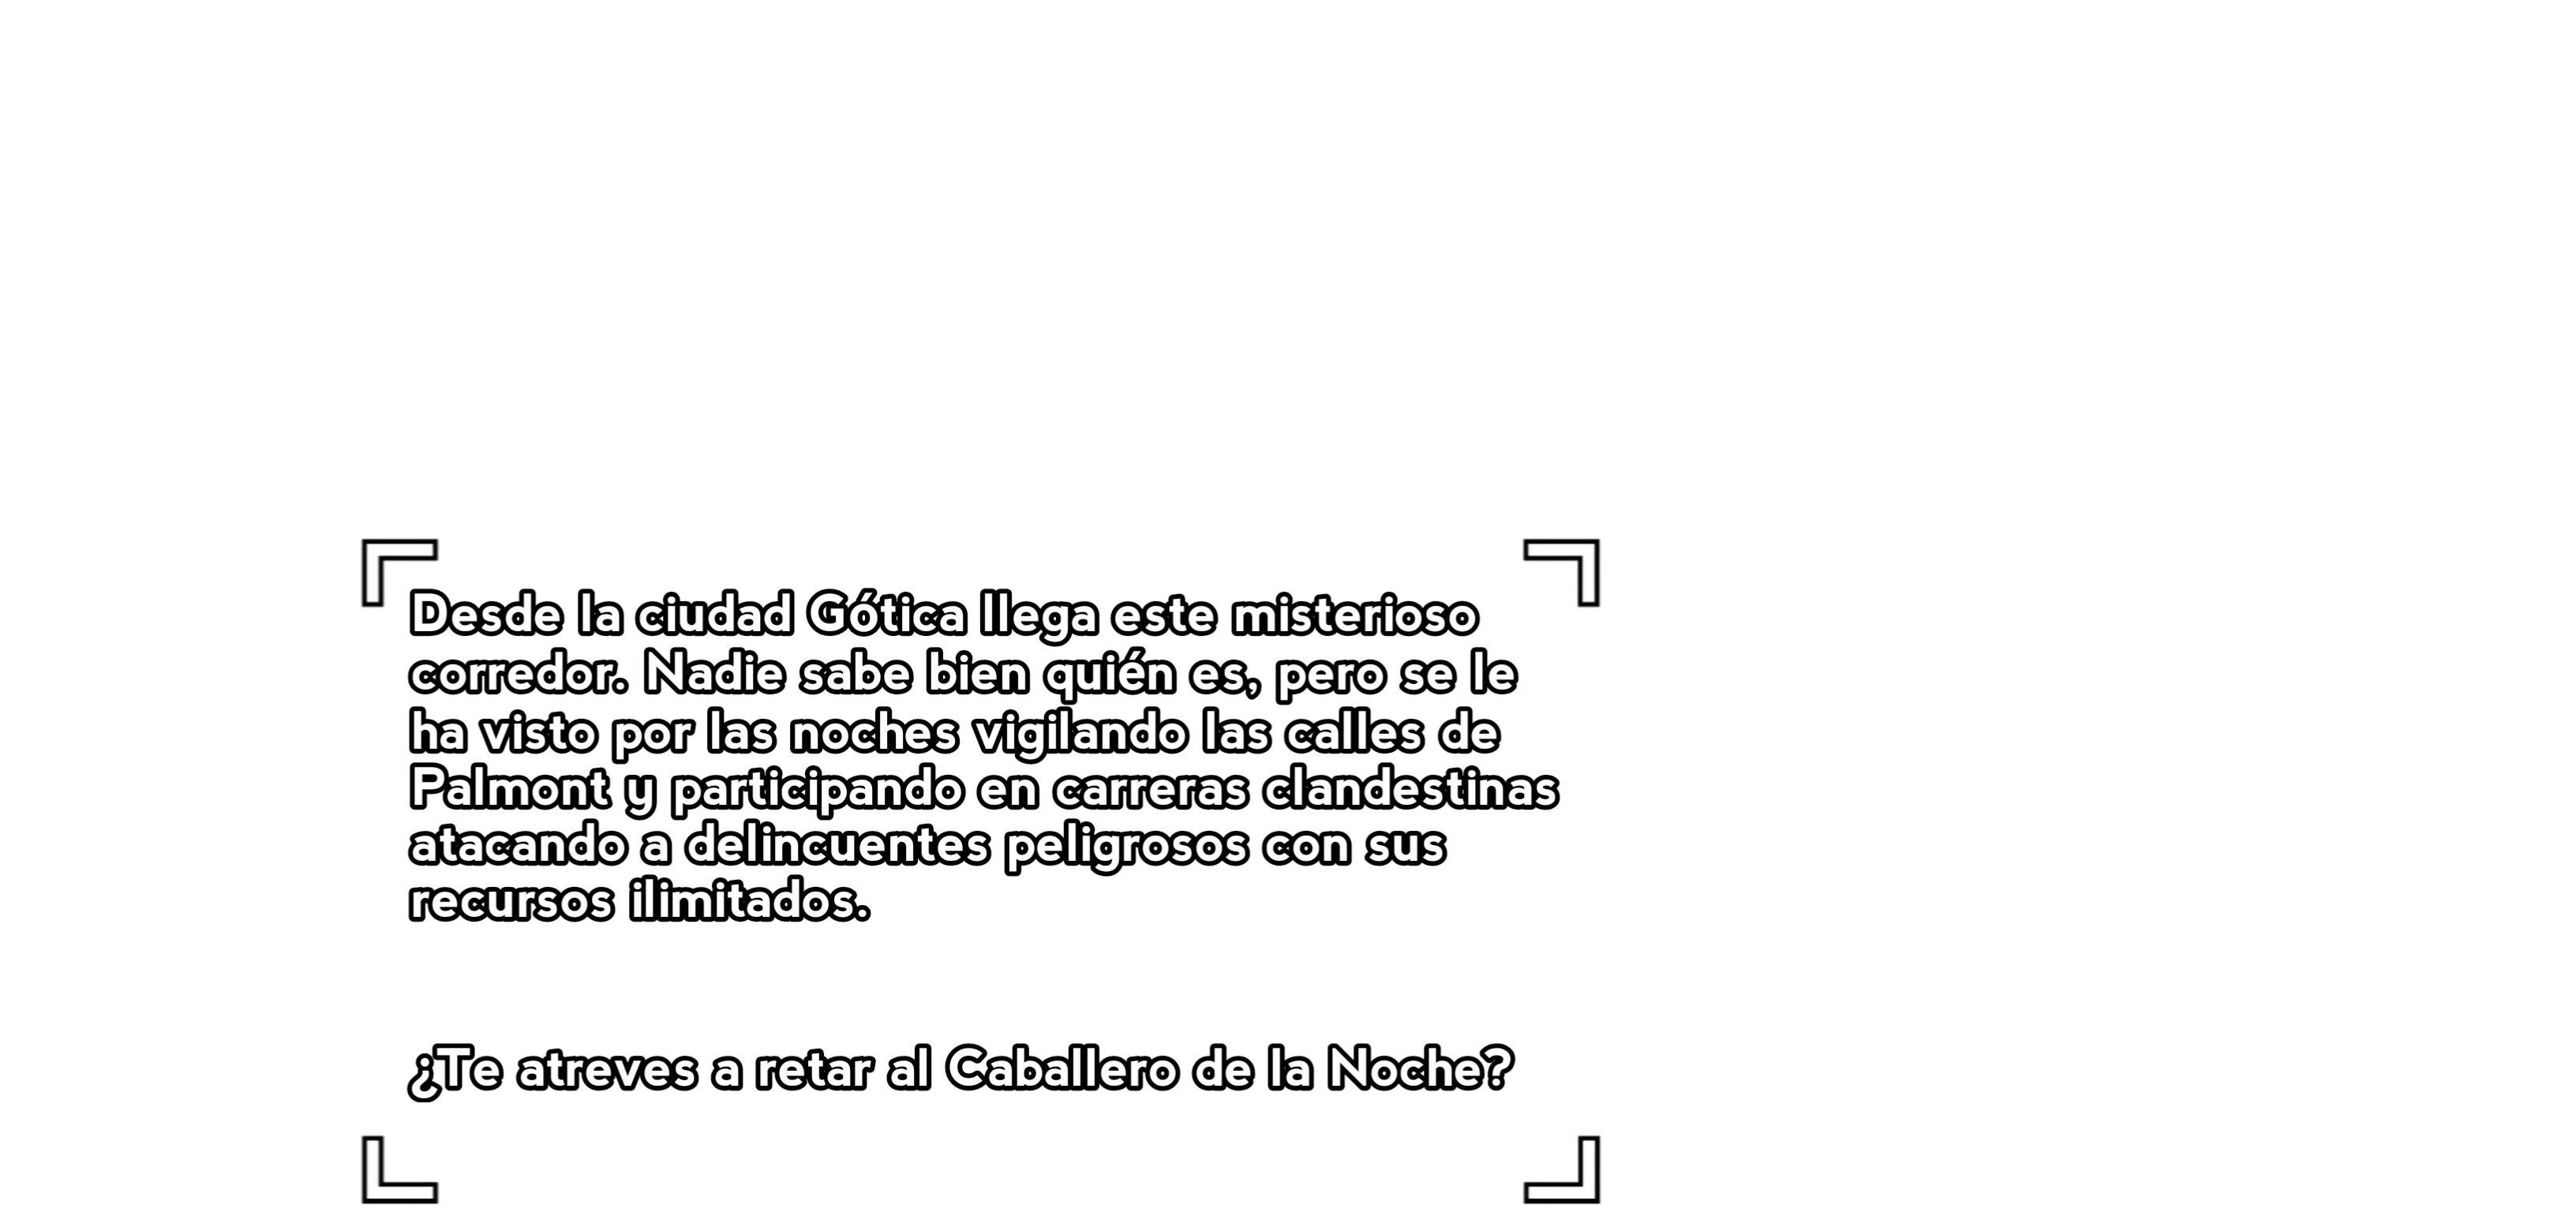 Desde la ciudad Gótica llega este misterioso
corredor. Nadie sabe bien quién es, pero se le
ha visto por las noches vigilando las calles de
Palmont y participando en carreras clandestinas
atacando a delincuentes peligrosos con sus
recursos ilimitados.
¿Te atreves a retar al Caballero de la Noche?